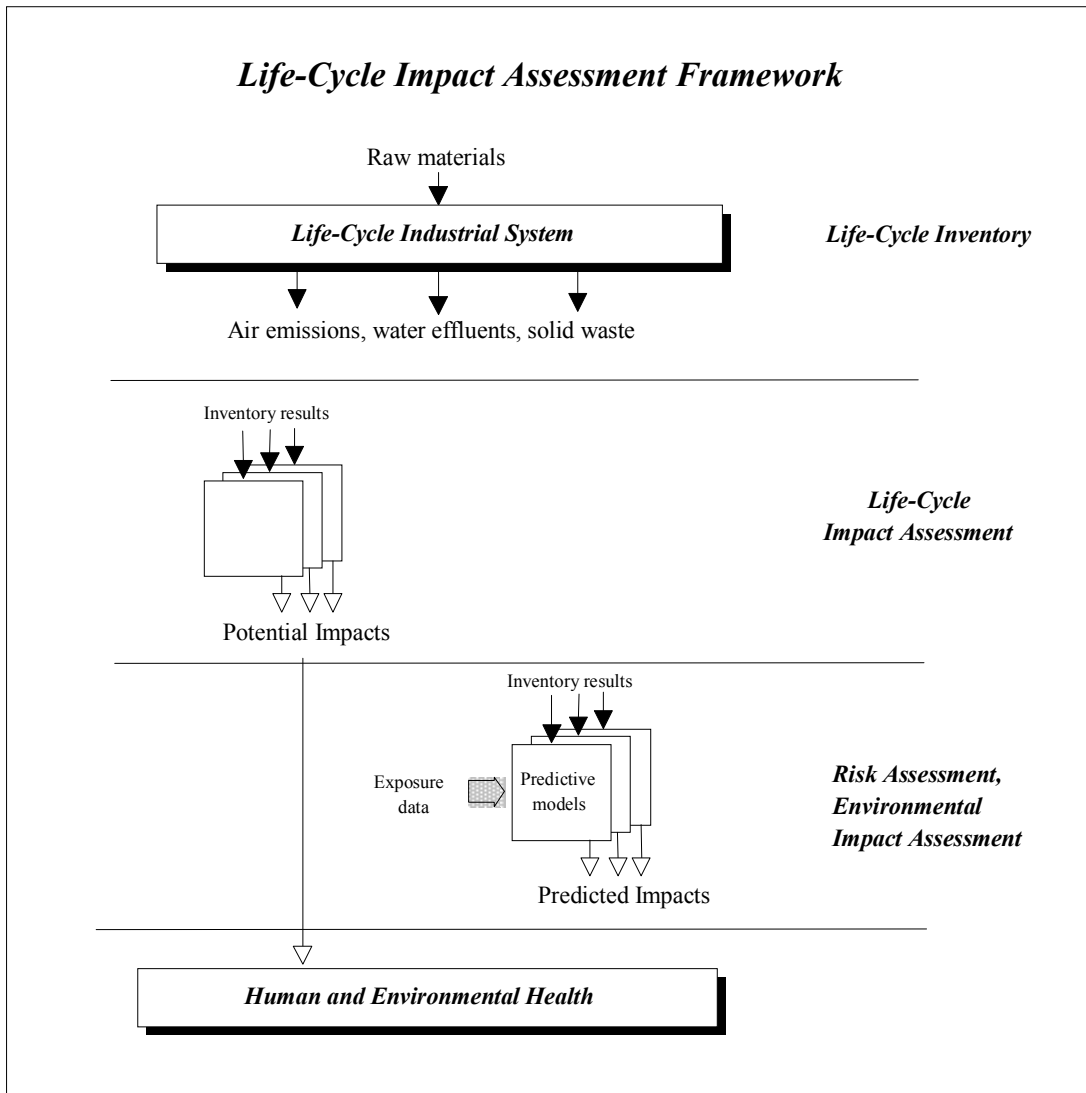 Life-Cycle Impact Assessment Framework
Raw materials
Life-Cycle Industrial System
Life-Cycle Inventory
Air emissions, water effluents, solid waste
Inventory results
Life-Cycle
Impact Assessment
Potential Impacts
Inventory results
Exposure
data
Predictive
models
Risk Assessment,
Environmental
Impact Assessment
Predicted Impacts
Human and Environmental Health